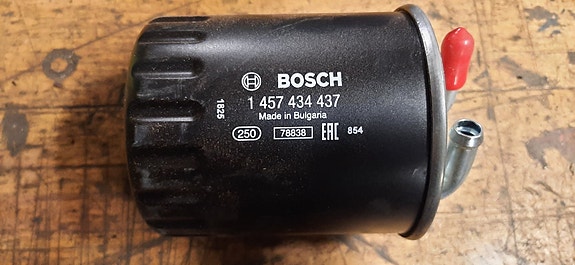 BOSCH
1 457 434 437
Made in Bulgaria
1825
250 78838 EAC 854